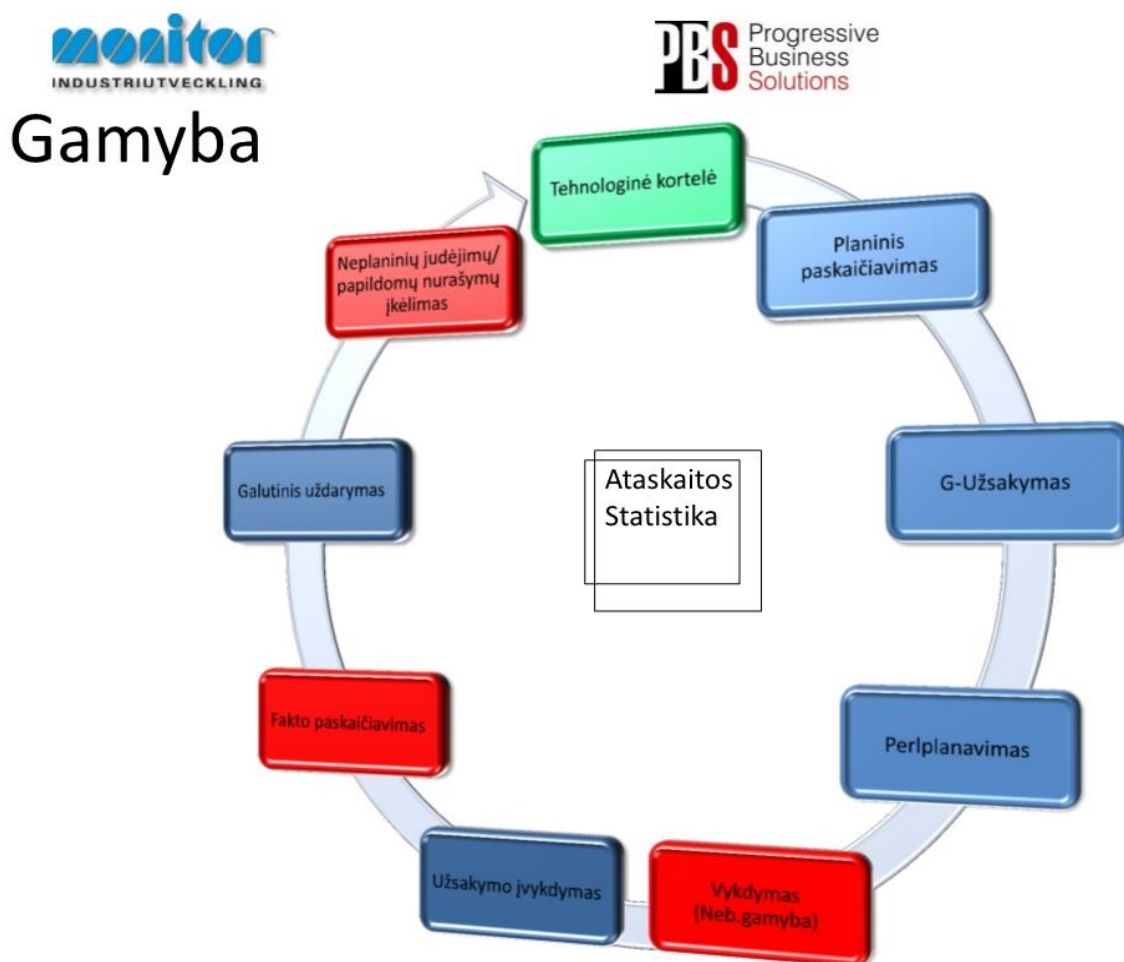 monitor
INDUSTRIUTVECKLING
PBS
Progressive
Business
Solutions
Gamyba
Tehnologinė kortelė
Planinis
paskaičiavimas
G-Užsakymas
Perlplanavimas
Vykdymas
(Neb.gamyba)
Užsakymo įvykdymas
Fakto paskaičiavimas
Galutinis uždarymas
Neplaninių judėjimų/
papildomų nurašymų
įkėlimas
Ataskaitos
Statistika